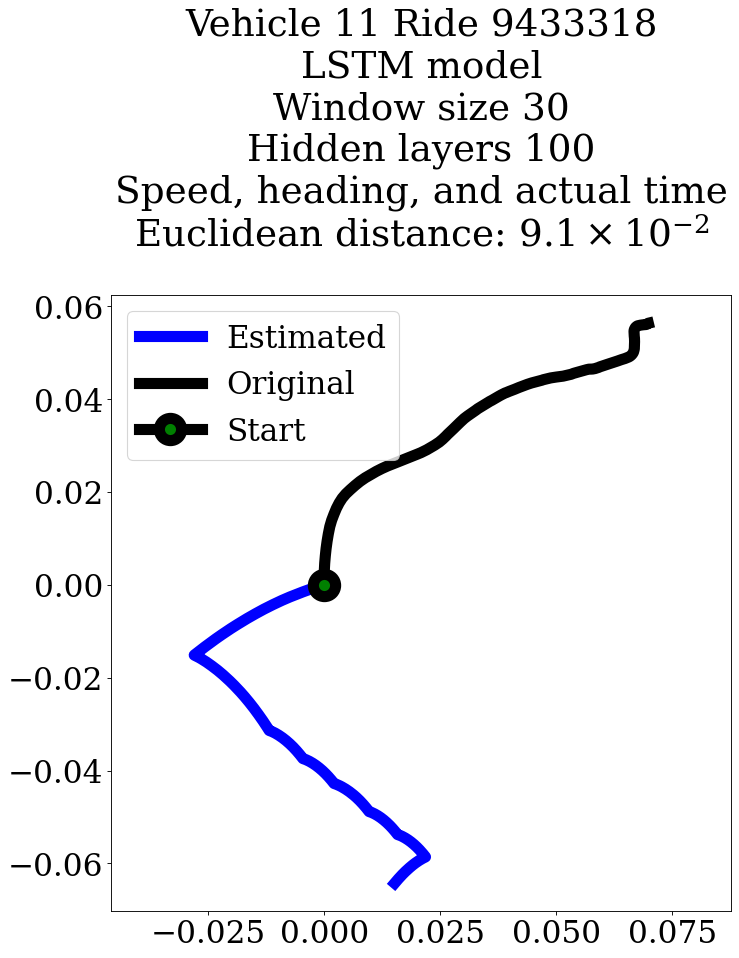 Vehicle 11 Ride 9433318
LSTM model
Window size 30
Hidden layers 100
Speed, heading, and actual time
Euclidean distance: 9.1 × 10⁻²
Estimated
Original
Start
0.06
0.04
0.02
0.00
−0.02
−0.04
−0.06
−0.025 0.000 0.025 0.050 0.075